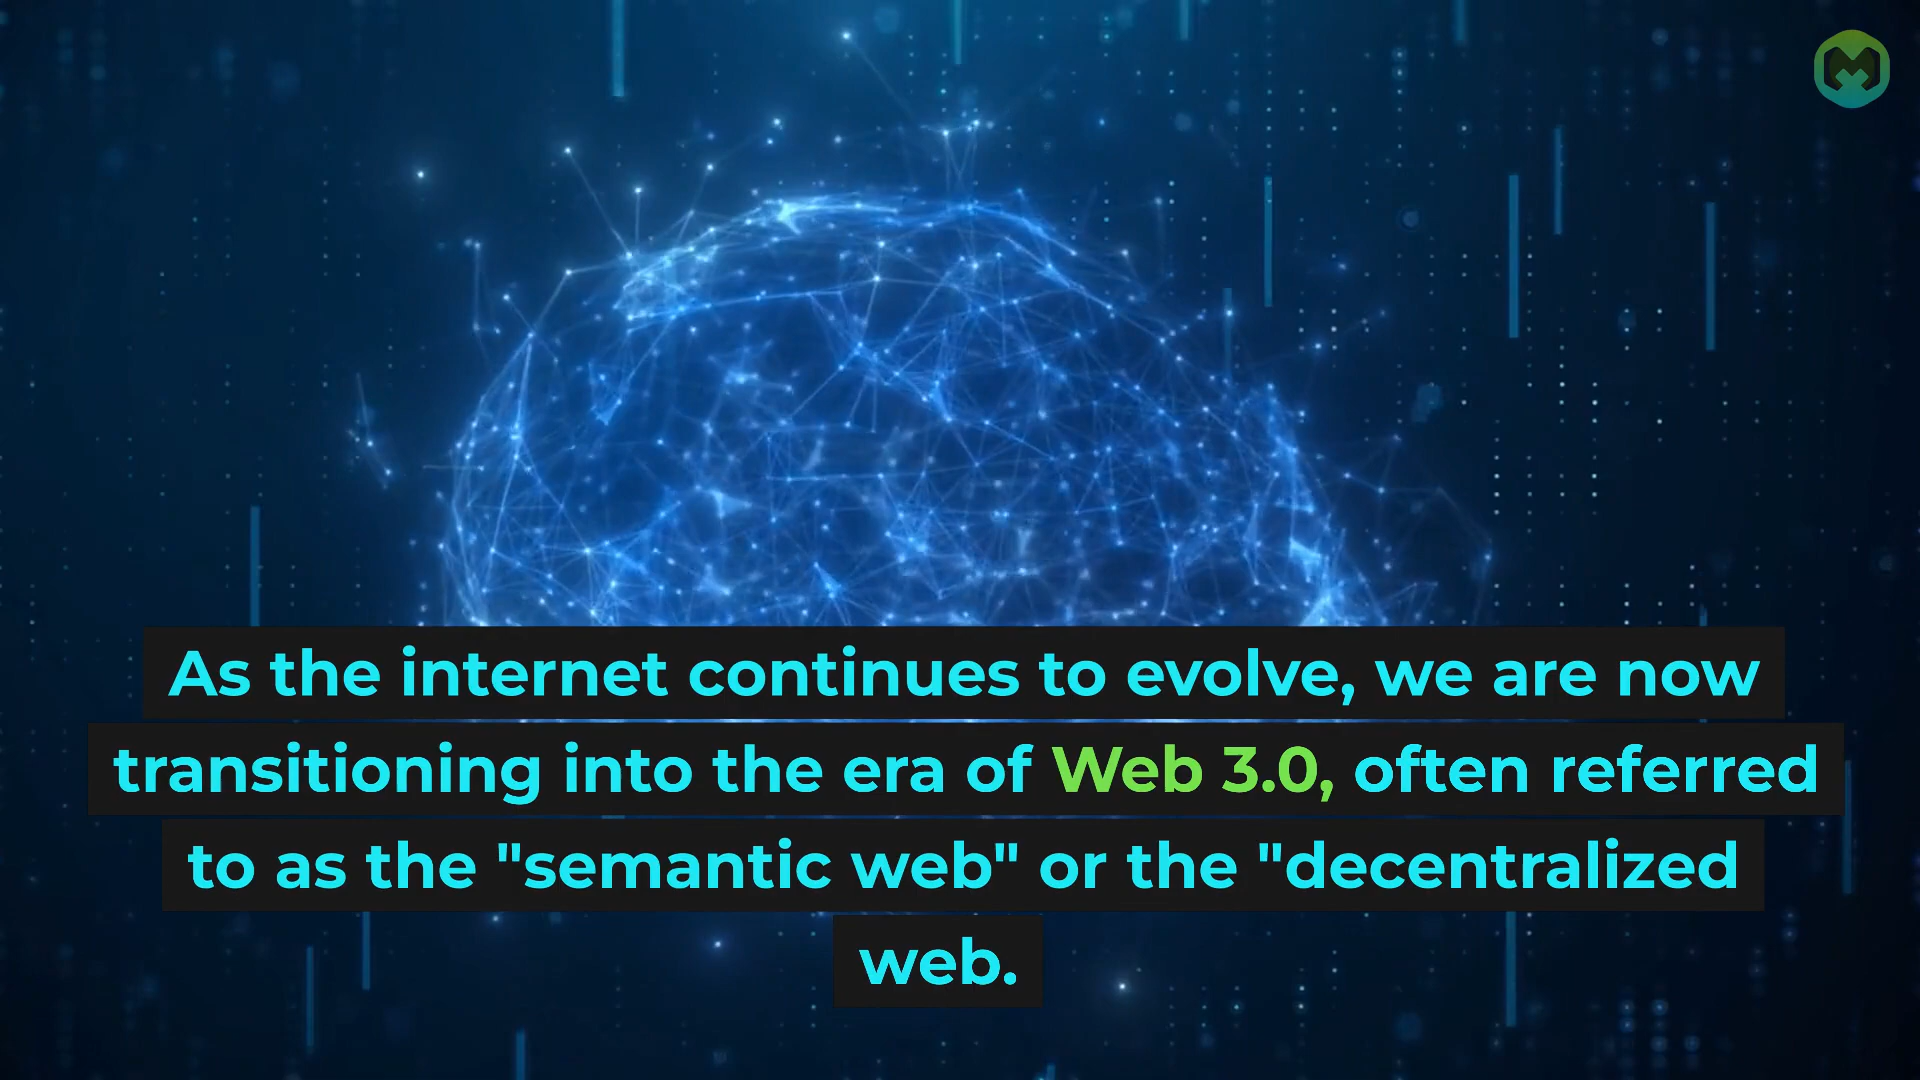 As the internet continues to evolve, we are now
transitioning into the era of Web 3.0, often referred
to as the "semantic web" or the "decentralized
web.